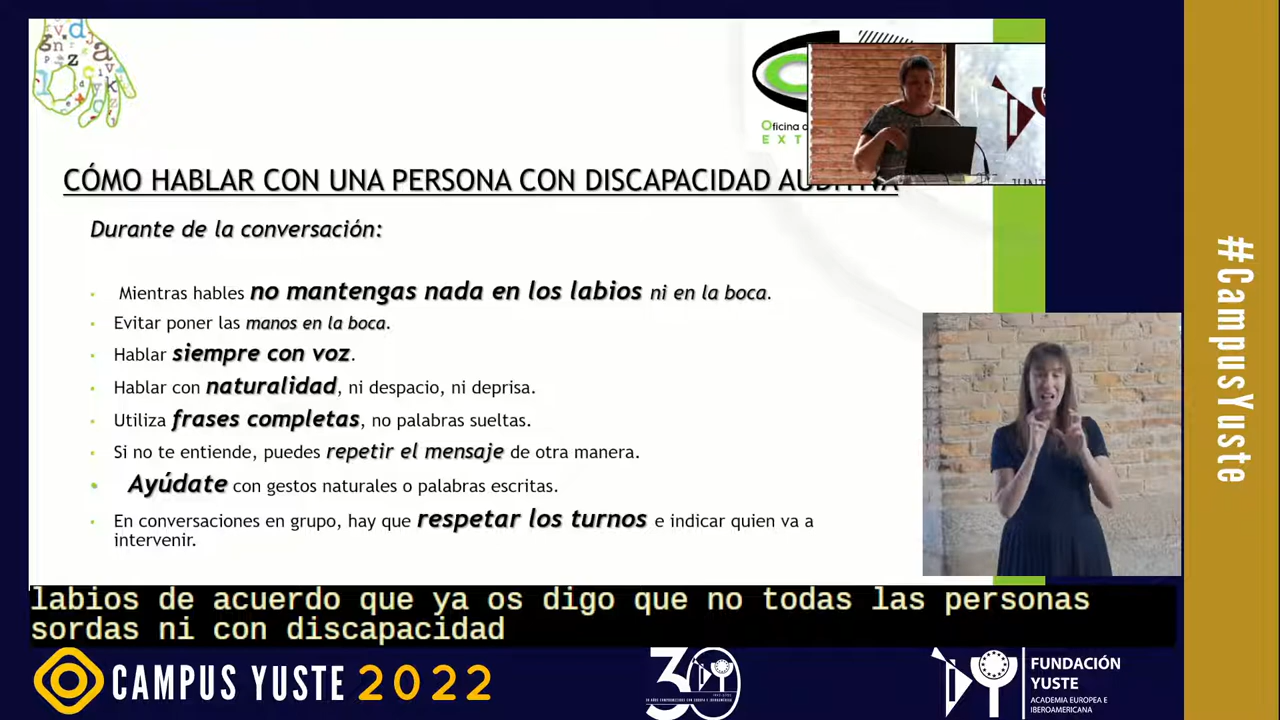 Oficina
EXT
CÓMO HABLAR CON UNA PERSONA CON DISCAPACIDAD AUDITIVA
Durante de la conversación:
Mientras hables no mantengas nada en los labios ni en la boca.
Evitar poner las manos en la boca.
Hablar siempre con voz.
Hablar con naturalidad, ni despacio, ni deprisa.
Utiliza frases completas, no palabras sueltas.
Si no te entiende, puedes repetir el mensaje de otra manera.
Ayúdate con gestos naturales o palabras escritas.
En conversaciones en grupo, hay que respetar los turnos e indicar quien va a
intervenir.
#CampusYuste
labios de acuerdo que ya os digo que no todas las personas
sordas ni con discapacidad
CAMPUS YUSTE 2022
30
FUNDACIÓN
YUSTE
ACADEMIA EUROPEA E
IBEROAMERICANA